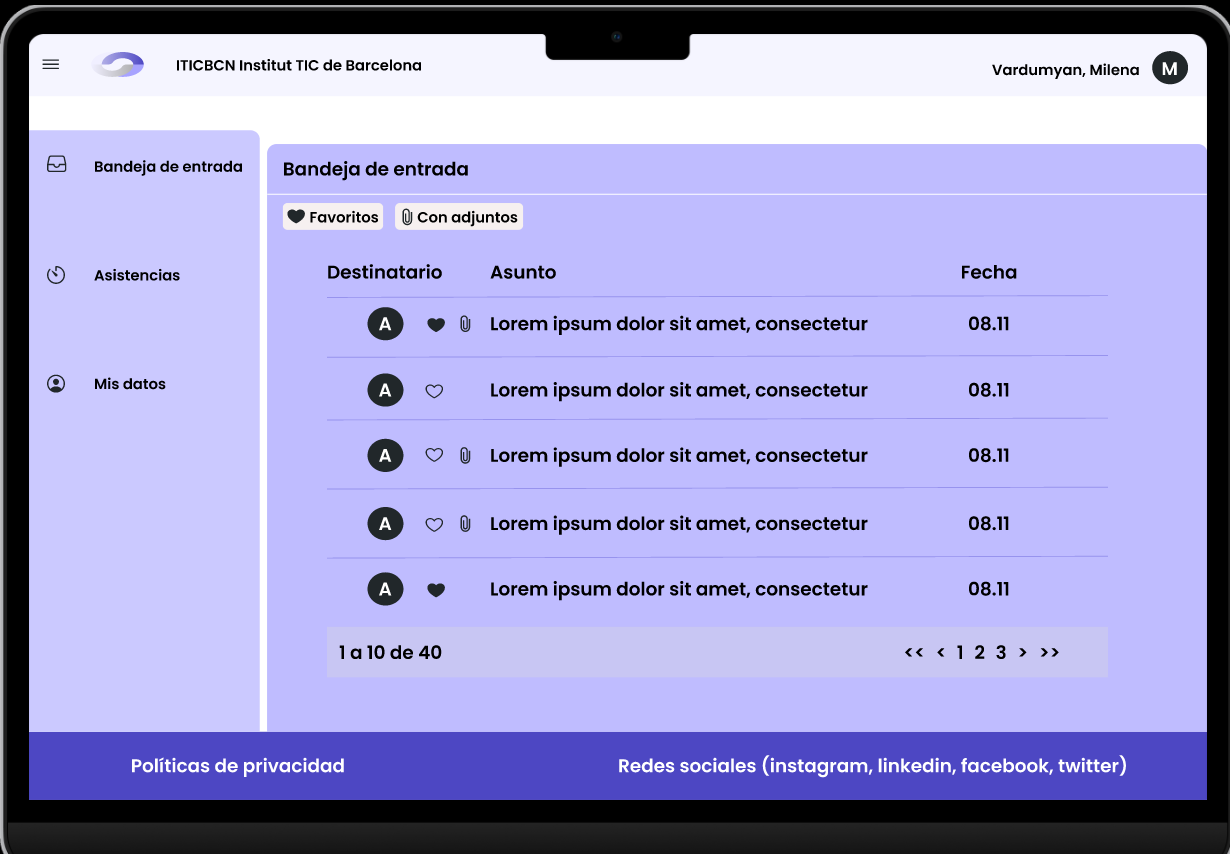 ITICBCN Institut TIC de Barcelona
Vardumyan, Milena
M
Bandeja de entrada
Asistencias
Mis datos
Bandeja de entrada
Favoritos
Con adjuntos
Destinatario Asunto Fecha
A Lorem ipsum dolor sit amet, consectetur 08.11
A Lorem ipsum dolor sit amet, consectetur 08.11
A Lorem ipsum dolor sit amet, consectetur 08.11
A Lorem ipsum dolor sit amet, consectetur 08.11
A Lorem ipsum dolor sit amet, consectetur 08.11
1 a 10 de 40 << < 1 2 3 > >>
Políticas de privacidad
Redes sociales (instagram, linkedin, facebook, twitter)